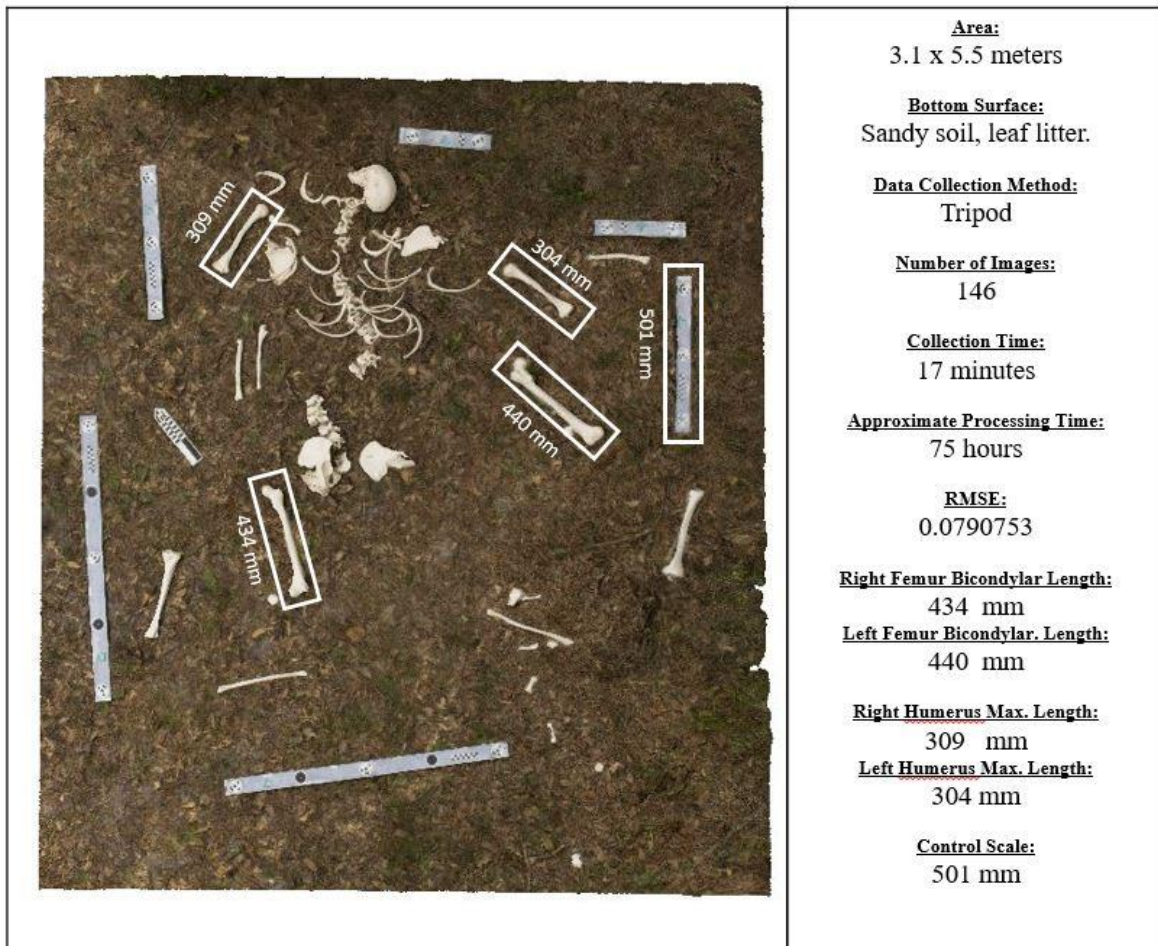 309 mm
304 mm
501 mm
440 mm
434 mm
Area:
3.1 x 5.5 meters
Bottom Surface:
Sandy soil, leaf litter.
Data Collection Method:
Tripod
Number of Images:
146
Collection Time:
17 minutes
Approximate Processing Time:
75 hours
RMSE:
0.0790753
Right Femur Bicondylar Length:
434 mm
Left Femur Bicondylar. Length:
440 mm
Right Humerus Max. Length:
309 mm
Left Humerus Max. Length:
304 mm
Control Scale:
501 mm